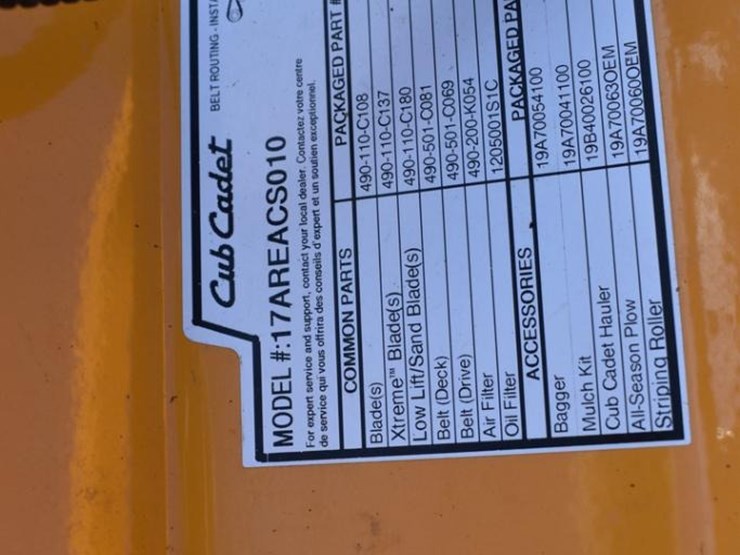 Cub Cadet
BELT ROUTING - INSTA
MODEL #:17AREACS010
For expert service and support, contact your local dealer. Contactez votre centre
de service qui vous offrira des conseils d'expert et un soutien exceptionnel.
COMMON PARTS PACKAGED PART #
Blade(s) 490-110-C108
Xtreme™ Blade(s) 490-110-C137
Low Lift/Sand Blade(s) 490-110-C180
Belt (Deck) 490-501-C081
Belt (Drive) 490-501-C069
Air Filter 490-200-K054
Oil Filter 1205001S1C
ACCESSORIES PACKAGED PA
Bagger 19A70054100
Mulch Kit 19A70041100
Cub Cadet Hauler 19B40026100
All-Season Plow 19A70063OEM
Striping Roller 19A70060OEM